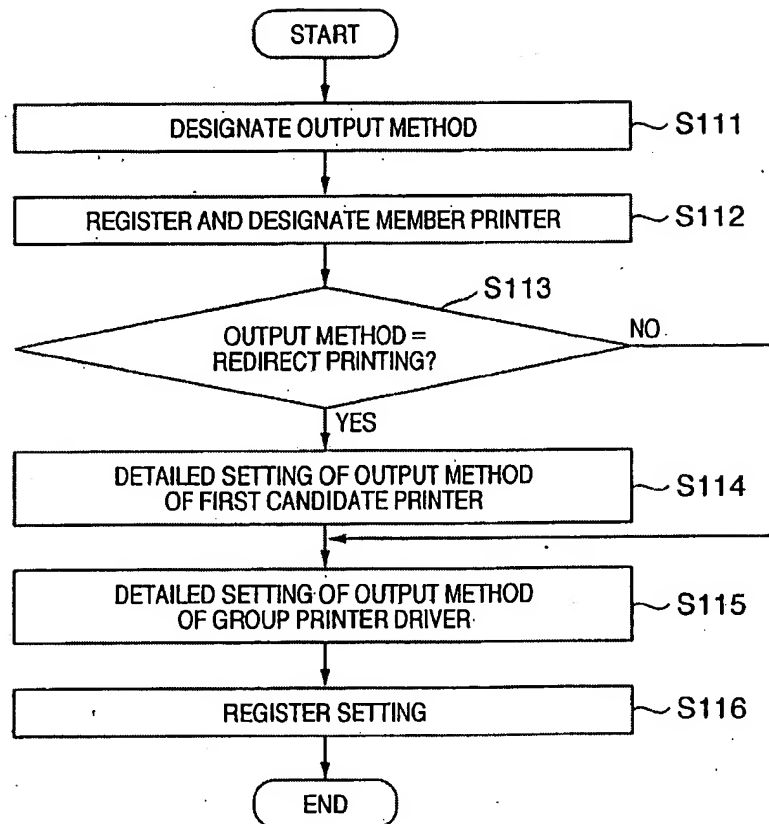 START
DESIGNATE OUTPUT METHOD
S111
REGISTER AND DESIGNATE MEMBER PRINTER
S112
S113
OUTPUT METHOD =
REDIRECT PRINTING?
NO
YES
DETAILED SETTING OF OUTPUT METHOD
OF FIRST CANDIDATE PRINTER
S114
DETAILED SETTING OF OUTPUT METHOD
OF GROUP PRINTER DRIVER
S115
REGISTER SETTING
S116
END